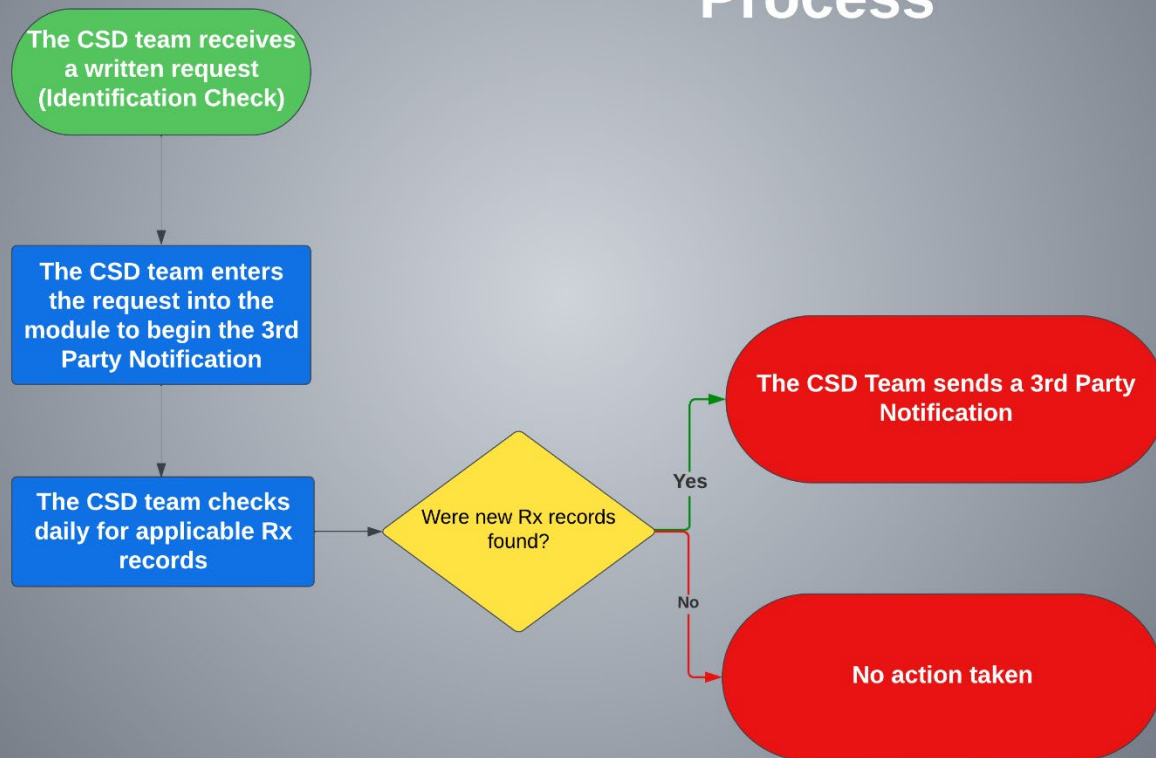 Process
The CSD team receives
a written request
(Identification Check)
The CSD team enters
the request into the
module to begin the 3rd
Party Notification
The CSD team checks
daily for applicable Rx
records
Were new Rx records
found?
Yes
The CSD Team sends a 3rd Party
Notification
No
No action taken